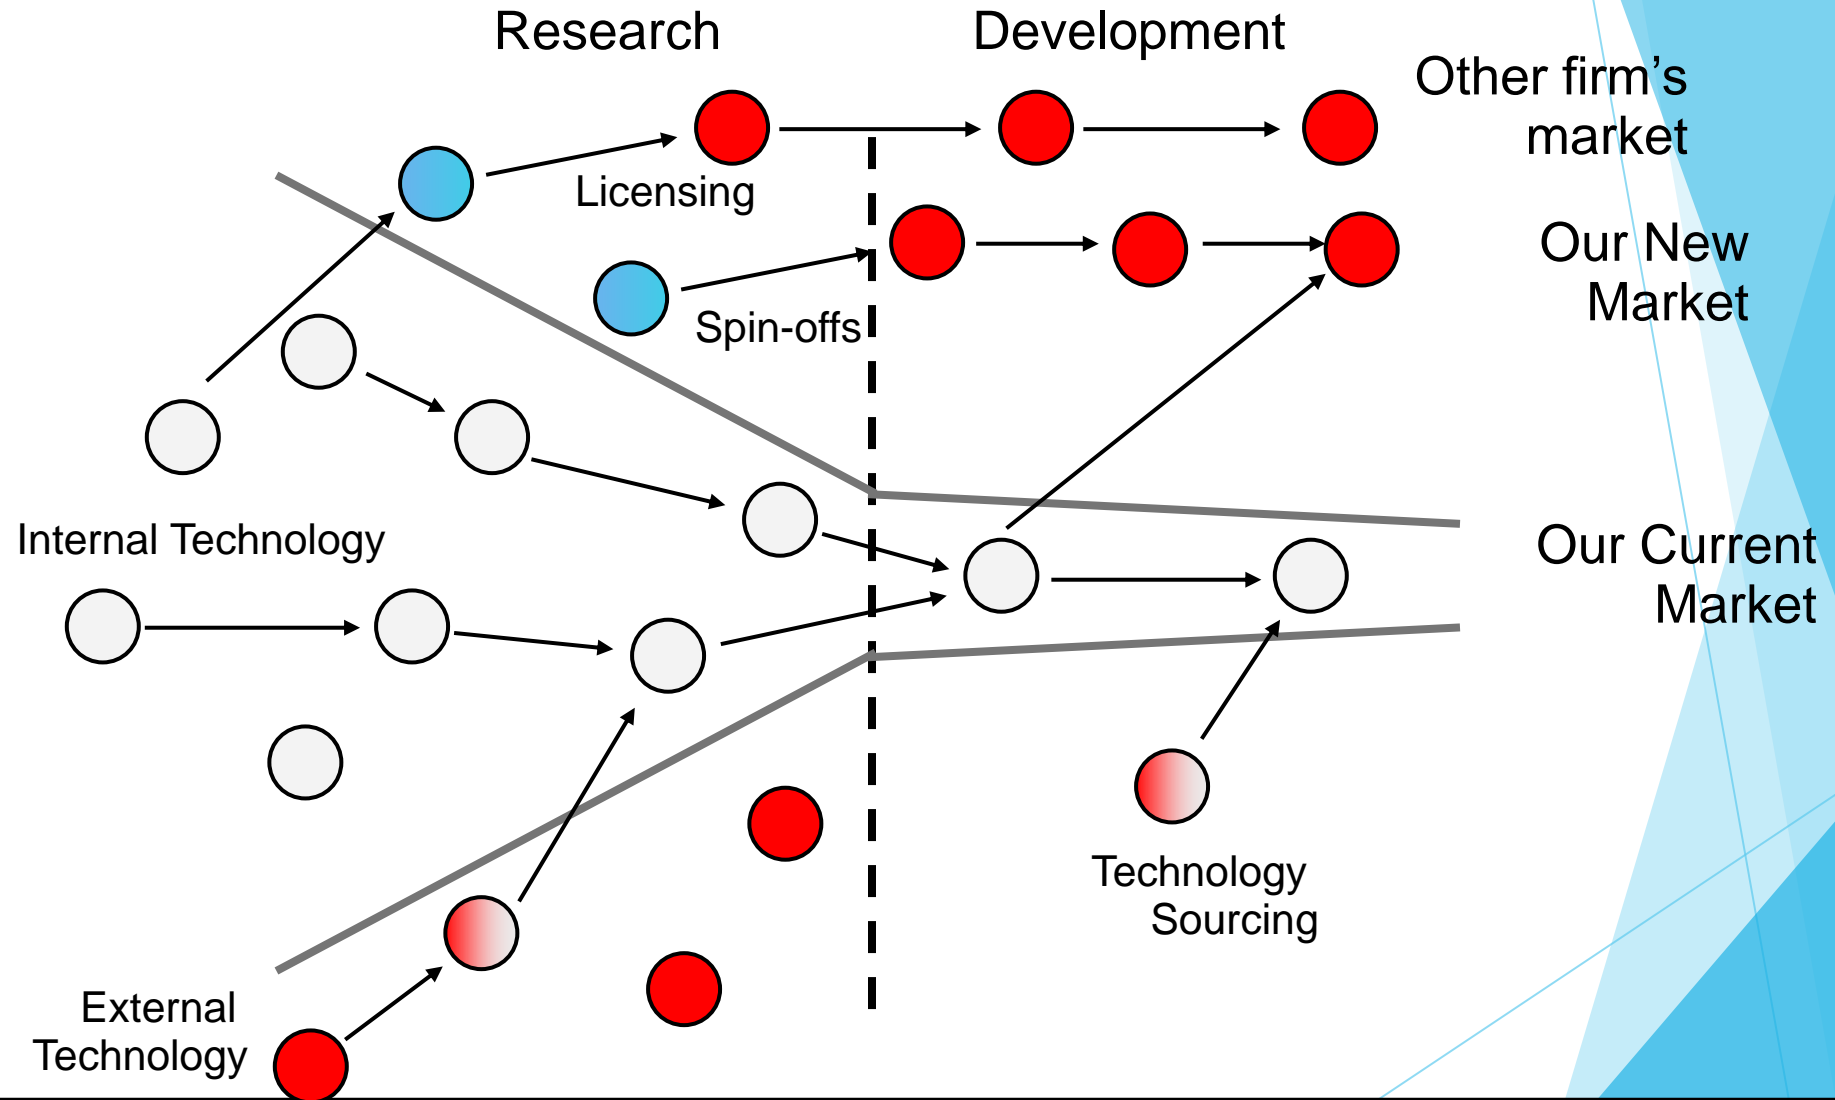 Research
Development
Other firm’s
market
Licensing
Our New
Market
Spin-offs
Internal Technology
Our Current
Market
Technology
Sourcing
External
Technology